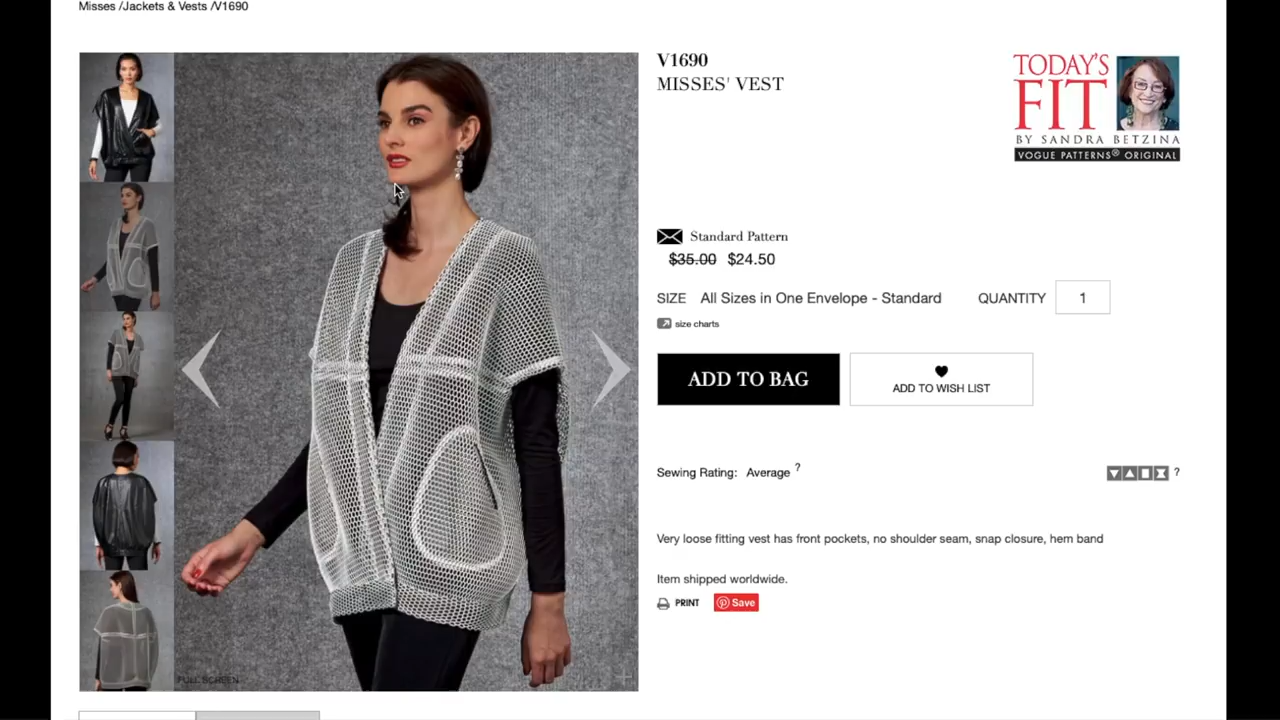 Misses /Jackets & Vests /V1690
V1690
MISSES' VEST
TODAY'S
FIT
BY SANDRA BETZINA
VOGUE PATTERNS® ORIGINAL
Standard Pattern
$35.00 $24.50
SIZE All Sizes in One Envelope - Standard QUANTITY 1
size charts
ADD TO BAG
ADD TO WISH LIST
Sewing Rating: Average ?
?
Very loose fitting vest has front pockets, no shoulder seam, snap closure, hem band
Item shipped worldwide.
PRINT Save
FULL SCREEN